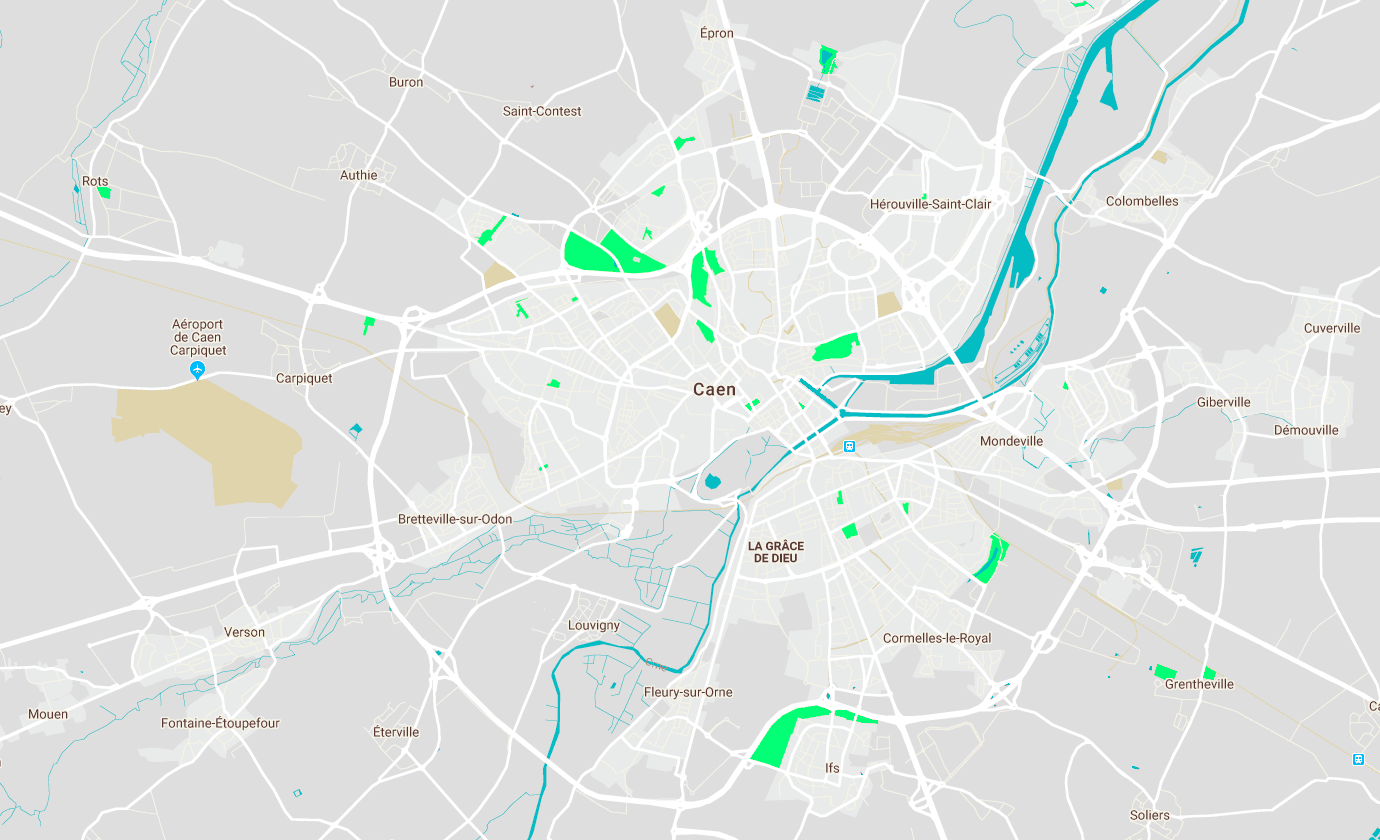 Épron
Buron
Saint-Contest
Authie
Rots
Hérouville-Saint-Clair
Colombelles
Aéroport
de Caen
Carpiquet
Cuverville
Carpiquet
Caen
ey
Giberville
Démouville
Mondeville
Bretteville-sur-Odon
LA GRÂCE
DE DIEU
Louvigny
Verson
Cormelles-le-Royal
Orne
Grentheville
Fleury-sur-Orne
Ca
Mouen
Fontaine-Étoupefour
Éterville
Ifs
Soliers